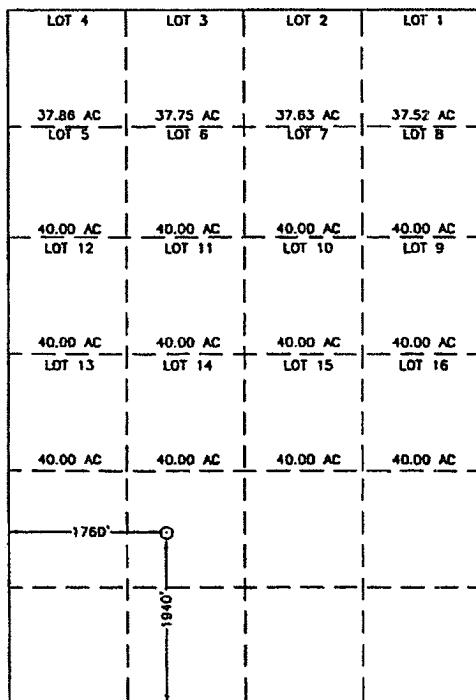 LOT 4 LOT 3 LOT 2 LOT 1
37.86 AC 37.75 AC 37.63 AC 37.52 AC
LOT 5 LOT 6 LOT 7 LOT 8
40.00 AC 40.00 AC 40.00 AC 40.00 AC
LOT 12 LOT 11 LOT 10 LOT 9
40.00 AC 40.00 AC 40.00 AC 40.00 AC
LOT 13 LOT 14 LOT 15 LOT 16
40.00 AC 40.00 AC 40.00 AC 40.00 AC
1760'
1940'